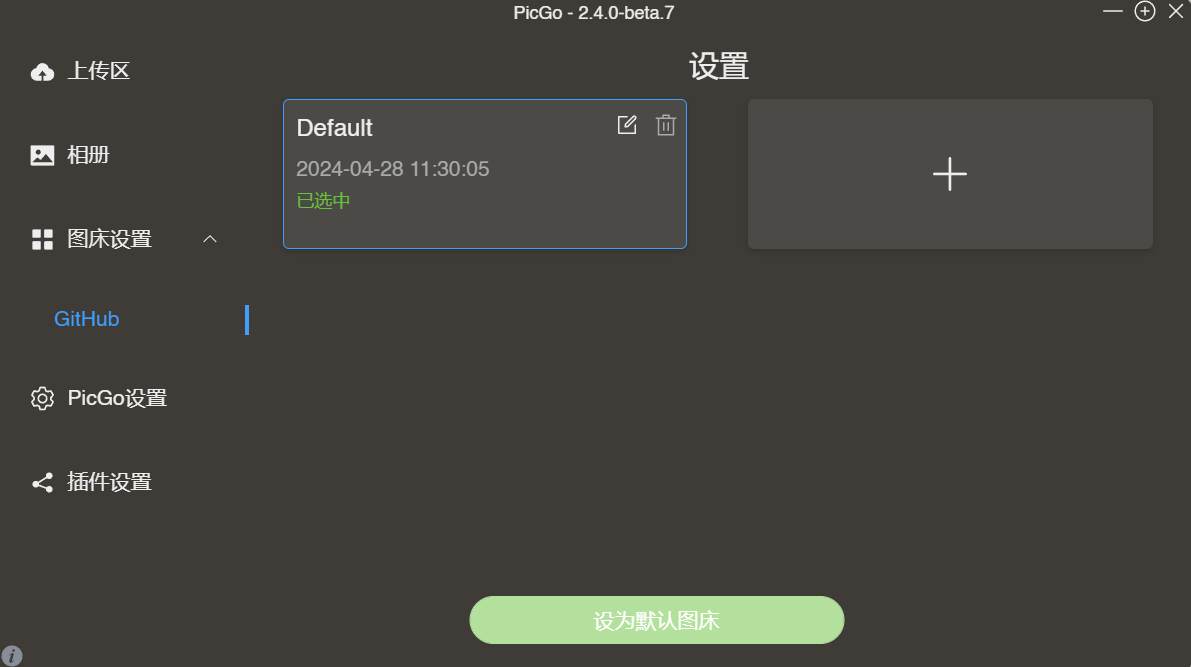 PicGo - 2.4.0-beta.7
上传区
相册
图床设置
GitHub
PicGo设置
插件设置
设置
Default
2024-04-28 11:30:05
已选中
设为默认图床